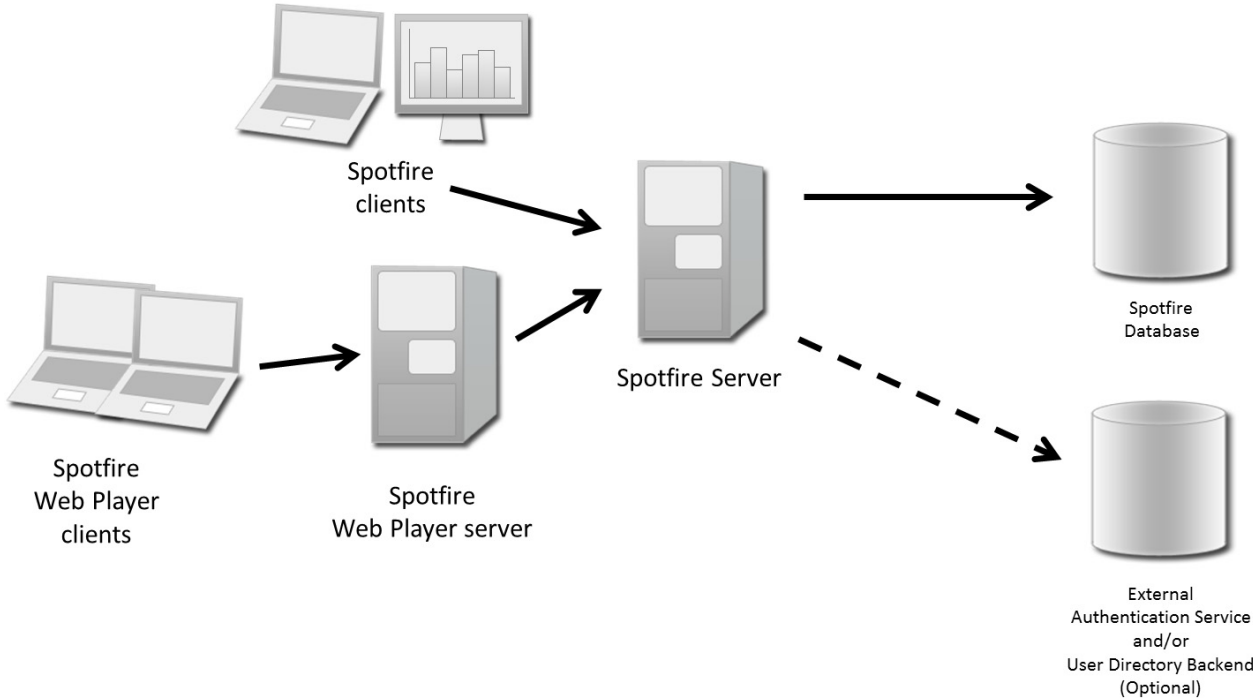 Spotfire
clients
Spotfire
Web Player
clients
Spotfire
Web Player server
Spotfire Server
Spotfire
Database
External
Authentication Service
and/or
User Directory Backend
(Optional)